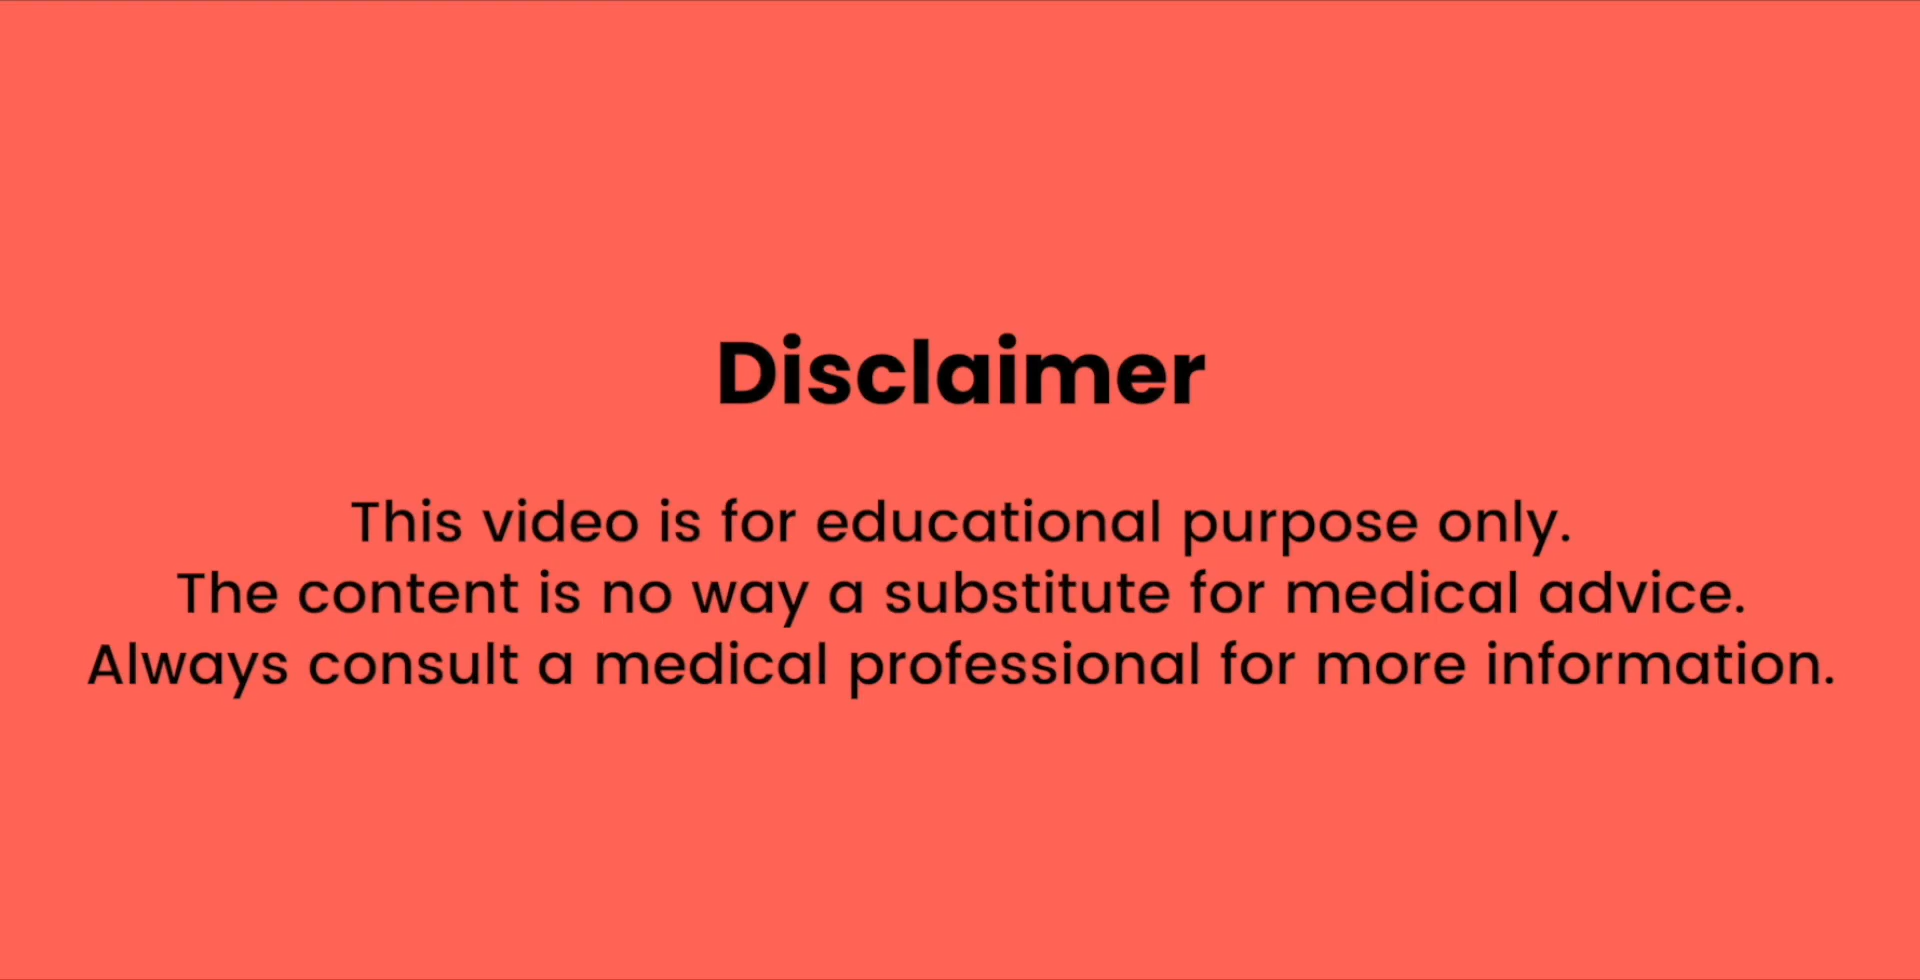 Disclaimer
This video is for educational purpose only.
The content is no way a substitute for medical advice.
Always consult a medical professional for more information.